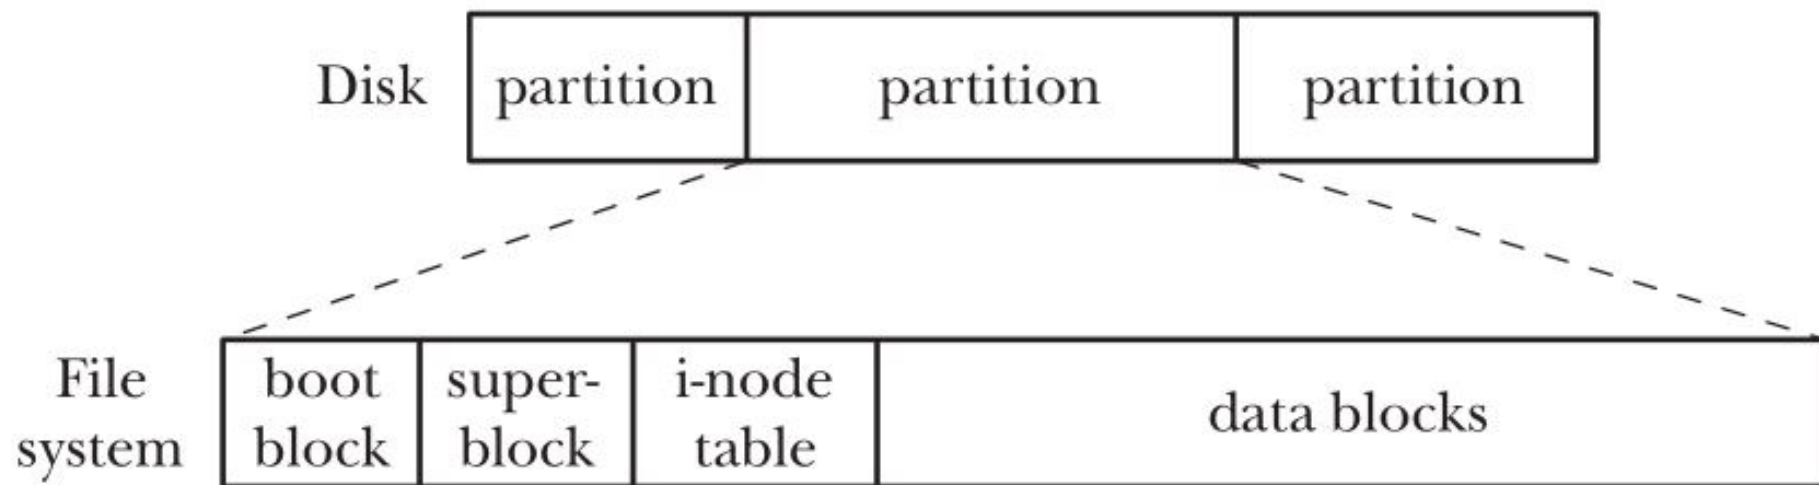 Disk partition partition partition
File system
boot block
super-
block
i-node table
data blocks